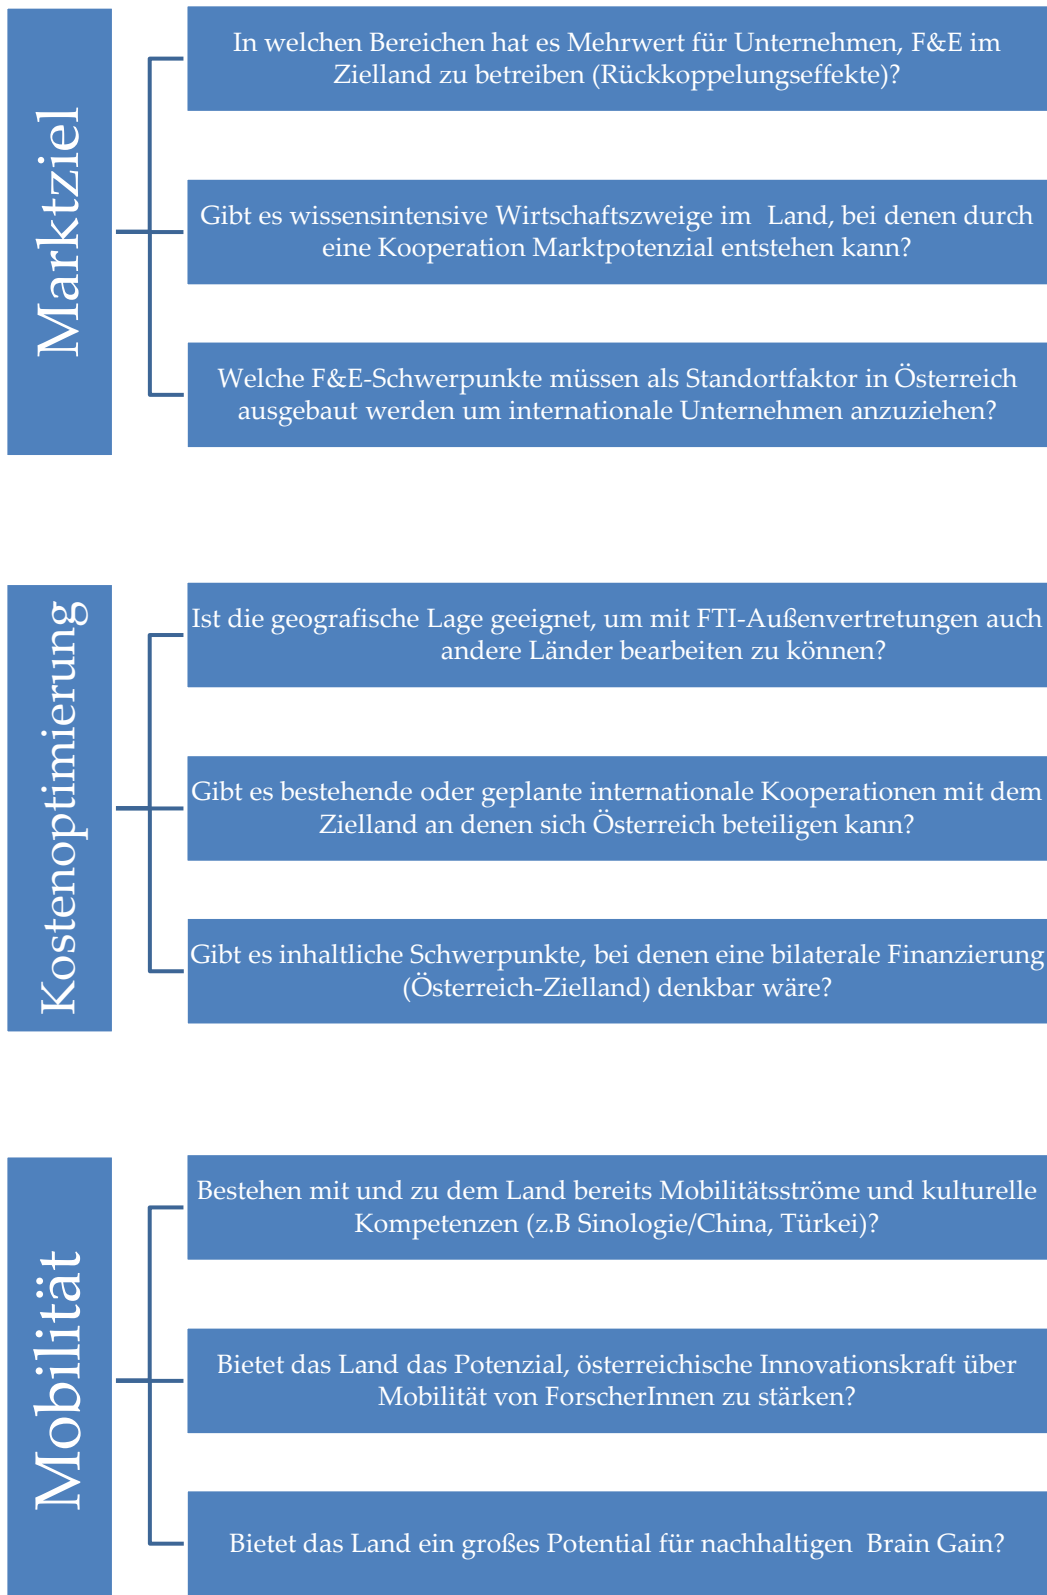 Marktziel
In welchen Bereichen hat es Mehrwert für Unternehmen, F&E im
Zielland zu betreiben (Rückkoppelungseffekte)?
Gibt es wissensintensive Wirtschaftszweige im  Land, bei denen durch
eine Kooperation Marktpotenzial entstehen kann?
Welche F&E-Schwerpunkte müssen als Standortfaktor in Österreich
ausgebaut werden um internationale Unternehmen anzuziehen?
Kostenoptimierung
Ist die geografische Lage geeignet, um mit FTI-Außenvertretungen auch
andere Länder bearbeiten zu können?
Gibt es bestehende oder geplante internationale Kooperationen mit dem
Zielland an denen sich Österreich beteiligen kann?
Gibt es inhaltliche Schwerpunkte, bei denen eine bilaterale Finanzierung
(Österreich-Zielland) denkbar wäre?
Mobilität
Bestehen mit und zu dem Land bereits Mobilitätsströme und kulturelle
Kompetenzen (z.B Sinologie/China, Türkei)?
Bietet das Land das Potenzial, österreichische Innovationskraft über
Mobilität von ForscherInnen zu stärken?
Bietet das Land ein großes Potential für nachhaltigen  Brain Gain?